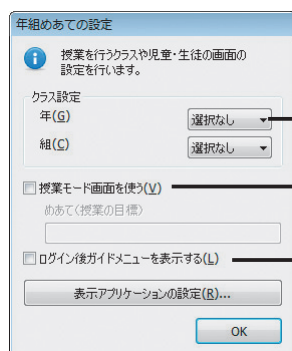 年組めあての設定
授業を行うクラスや児童・生徒の画面の
設定を行います。
クラス設定
年(G)
選択なし
組(C)
選択なし
授業モード画面を使う(V)
めあて(授業の目標)
ログイン後ガイドメニューを表示する(L)
表示アプリケーションの設定(R)...
OK